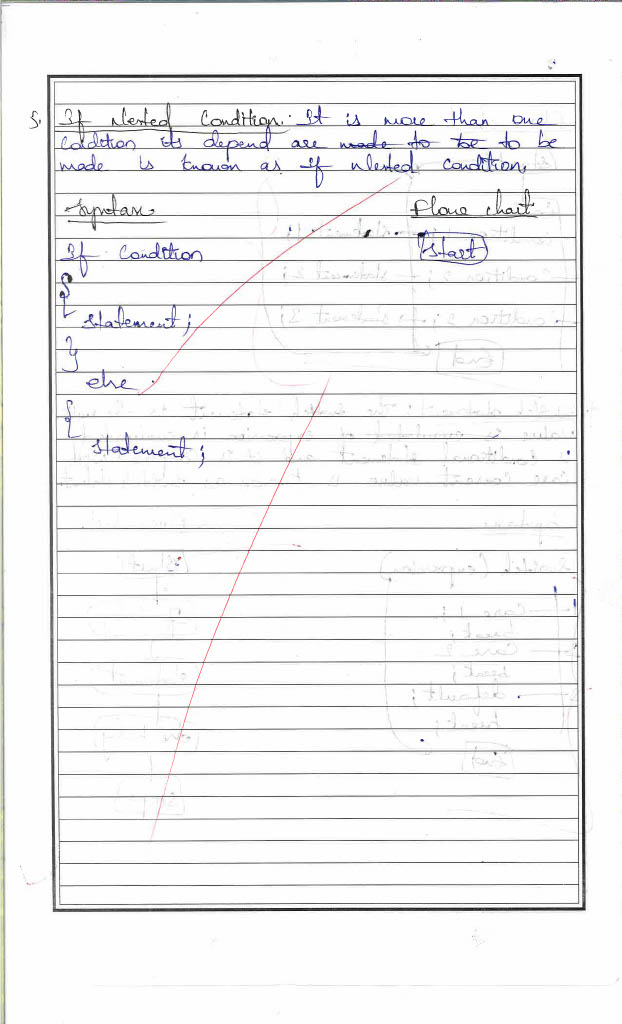 5. If Nested Condition: It is more than one
Condition its depend are made to be to be
made is known as if Nested condition.
Syntax Flowe chart
If Condition Start
{
statement;
}
else
{
statement;